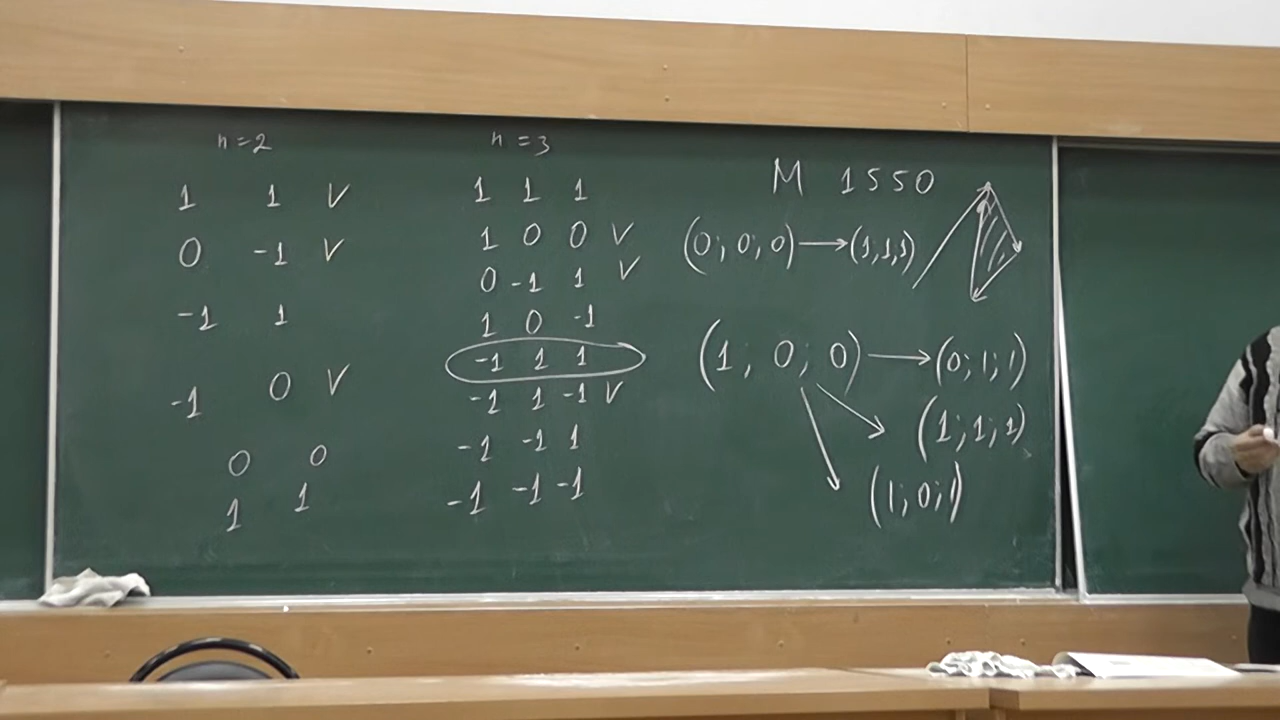 n=2
1 1 V
0 -1 V
-1 1
-1 0 V
0 0
1 1
n=3
1 1 1
1 0 0 V
0 -1 1 V
1 0 -1
-1 1 1
-1 1 -1 V
-1 -1 1
-1 -1 -1
M 1550
(0; 0; 0) → (1,1,1)
(1; 0; 0) → (0; 1; 1)
(1; 1; 1)
(1; 0; 1)